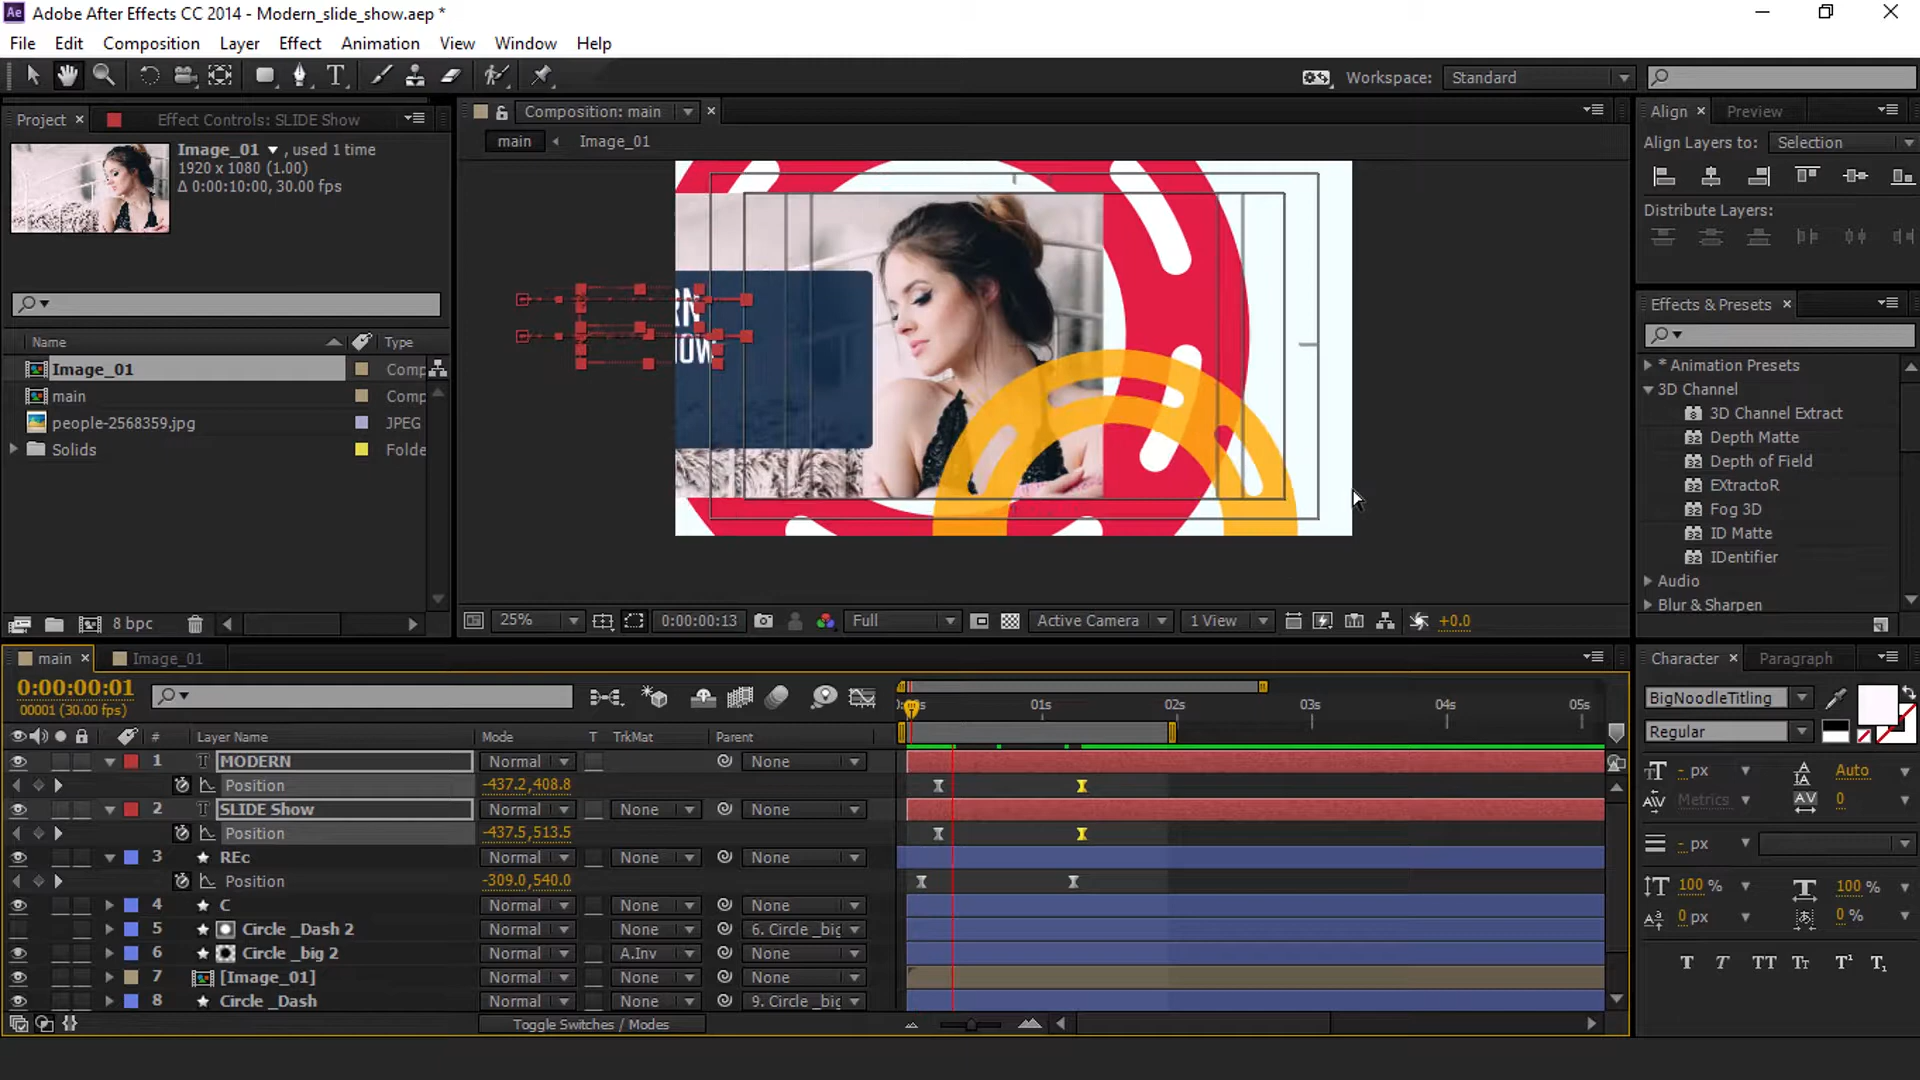 Ae Adobe After Effects CC 2014 - Modern_slide_show.aep *
File Edit Composition Layer Effect Animation View Window Help
Workspace: Standard
Project × Effect Controls: SLIDE Show
Image_01 , used 1 time
1920 x 1080 (1.00)
Δ 0:00:10:00, 30.00 fps
Name Type
Image_01 Comp
main Comp
people-2568359.jpg JPEG
Solids Folde
8 bpc
Composition: main ×
main Image_01
RN
HOW
25% 0:00:00:13 Full Active Camera 1 View +0.0
Align × Preview
Align Layers to: Selection
Distribute Layers:
Effects & Presets ×
* Animation Presets
3D Channel
3D Channel Extract
Depth Matte
Depth of Field
EXtractoR
Fog 3D
ID Matte
IDentifier
Audio
Blur & Sharpen
main × Image_01
0:00:00:01
00001 (30.00 fps)
01s 02s 03s 04s 05s
# Layer Name Mode T TrkMat Parent
1 T MODERN Normal None
Position -437.2,408.8
2 T SLIDE Show Normal None None
Position -437.5,513.5
3 REc Normal None None
Position -309.0,540.0
4 C Normal None None
5 Circle _Dash 2 Normal None 6. Circle _big
6 Circle _big 2 Normal A.Inv None
7 [Image_01] Normal None None
8 Circle _Dash Normal None 9. Circle _big
Toggle Switches / Modes
Character × Paragraph
BigNoodleTitling
Regular
- px Auto
Metrics 0
- px
100 % 100 %
0 px 0 %
T T TT TT T¹ T₁